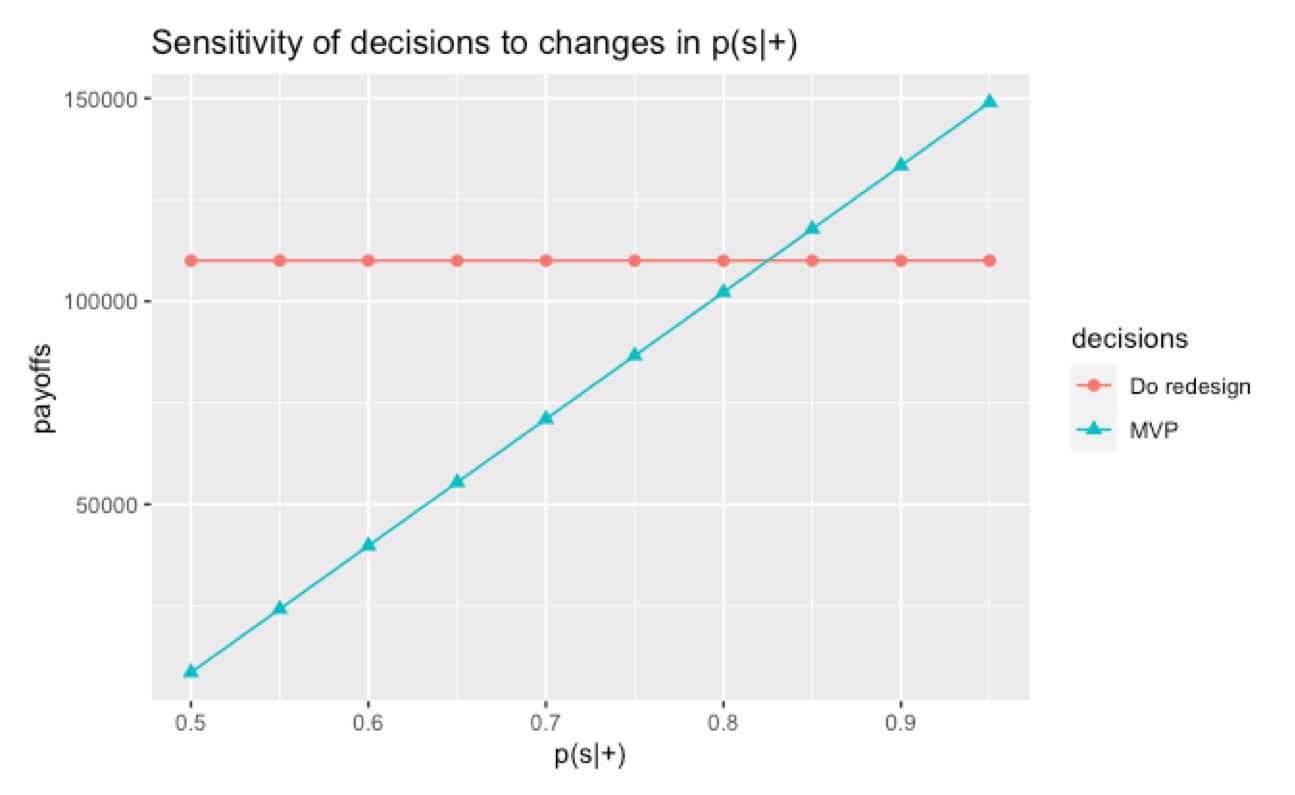 Sensitivity of decisions to changes in p(s|+)
150000
100000
50000
payoffs
0.5 0.6 0.7 0.8 0.9
p(s|+)
decisions
Do redesign
MVP